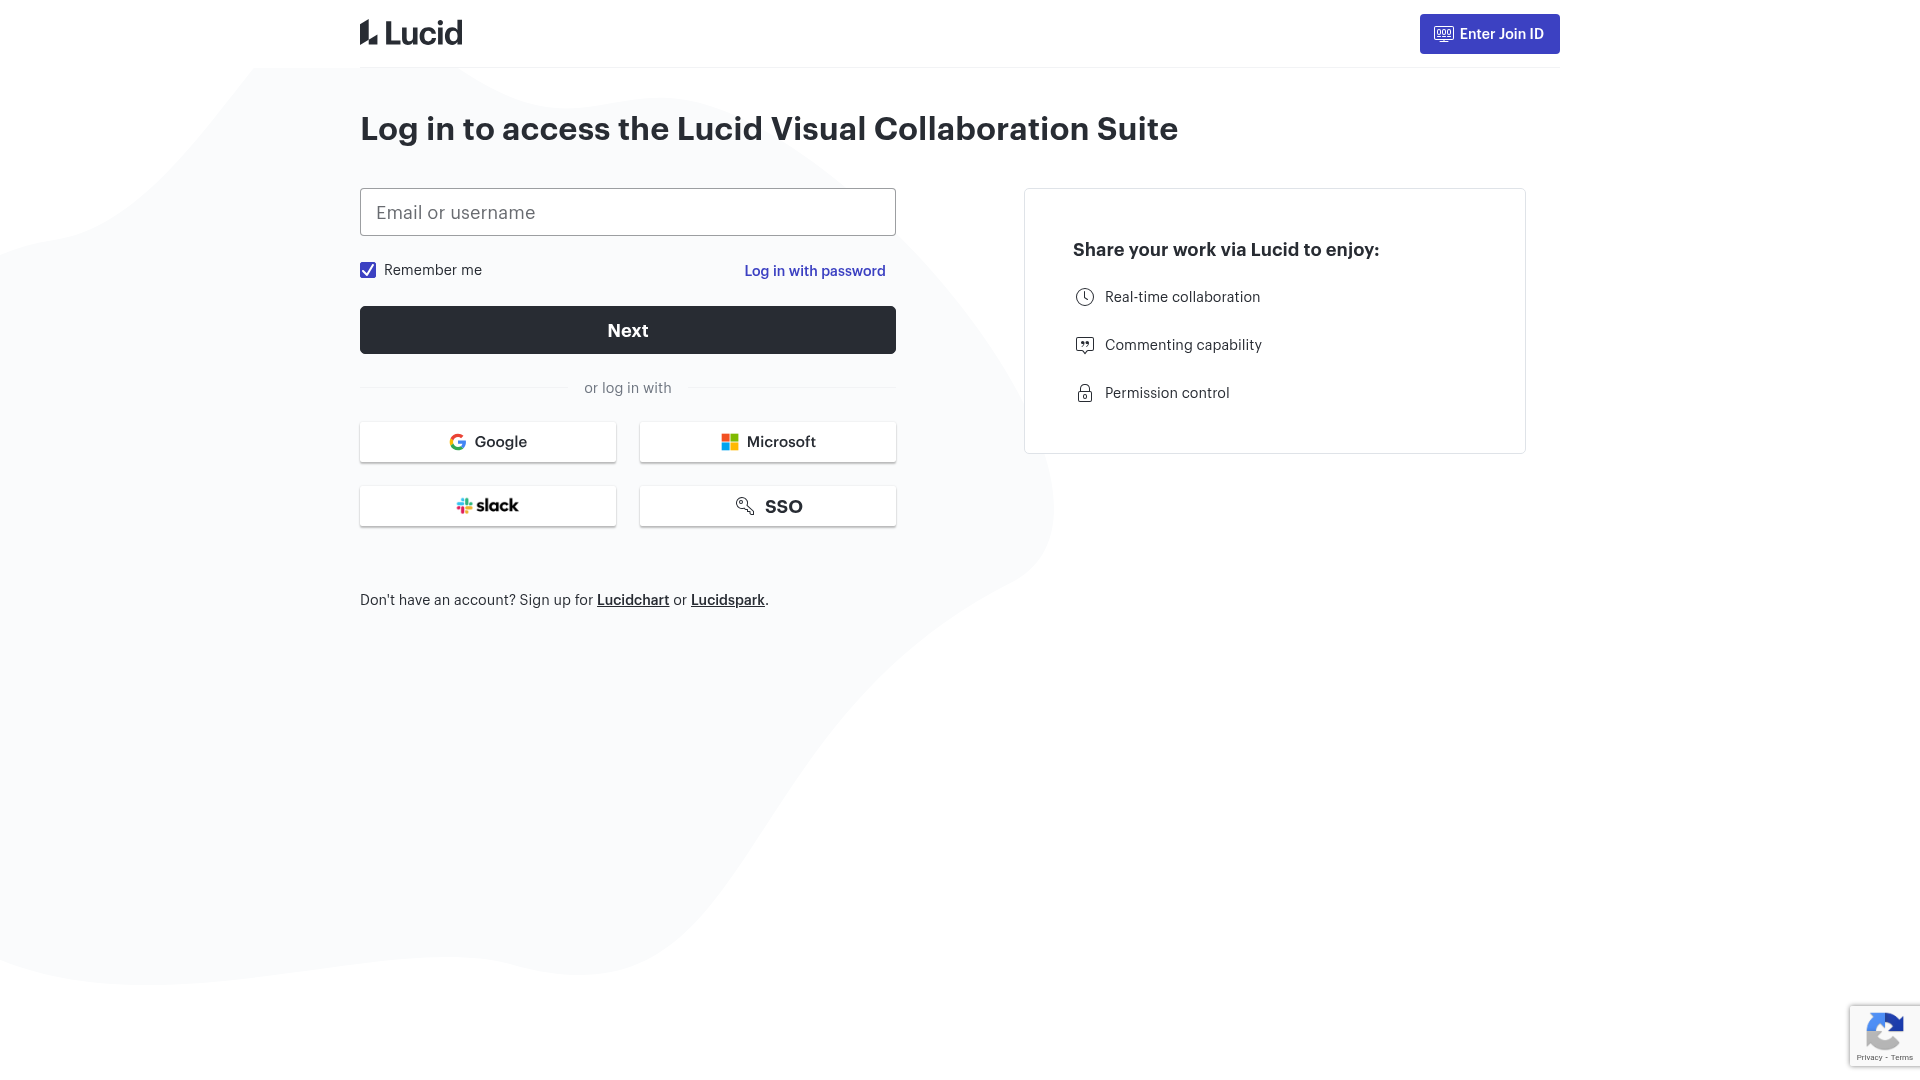 Lucid
Enter Join ID
Log in to access the Lucid Visual Collaboration Suite
Email or username
Remember me
Log in with password
Next
or log in with
Google
Microsoft
slack
SSO
Don't have an account? Sign up for Lucidchart or Lucidspark.
Share your work via Lucid to enjoy:
Real-time collaboration
Commenting capability
Permission control
Privacy - Terms